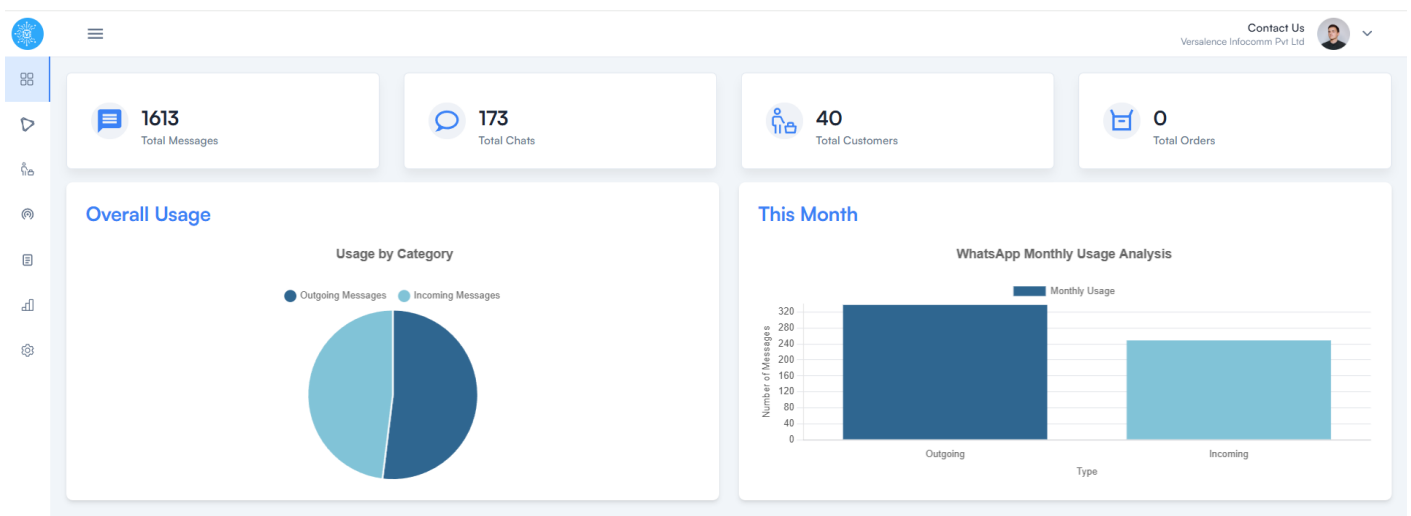 Contact Us
Versalence Infocomm Pvt Ltd
1613
Total Messages
173
Total Chats
40
Total Customers
0
Total Orders
Overall Usage
Usage by Category
Outgoing Messages
Incoming Messages
This Month
WhatsApp Monthly Usage Analysis
Monthly Usage
Number of Messages
320
280
240
200
160
120
80
40
0
Outgoing
Incoming
Type